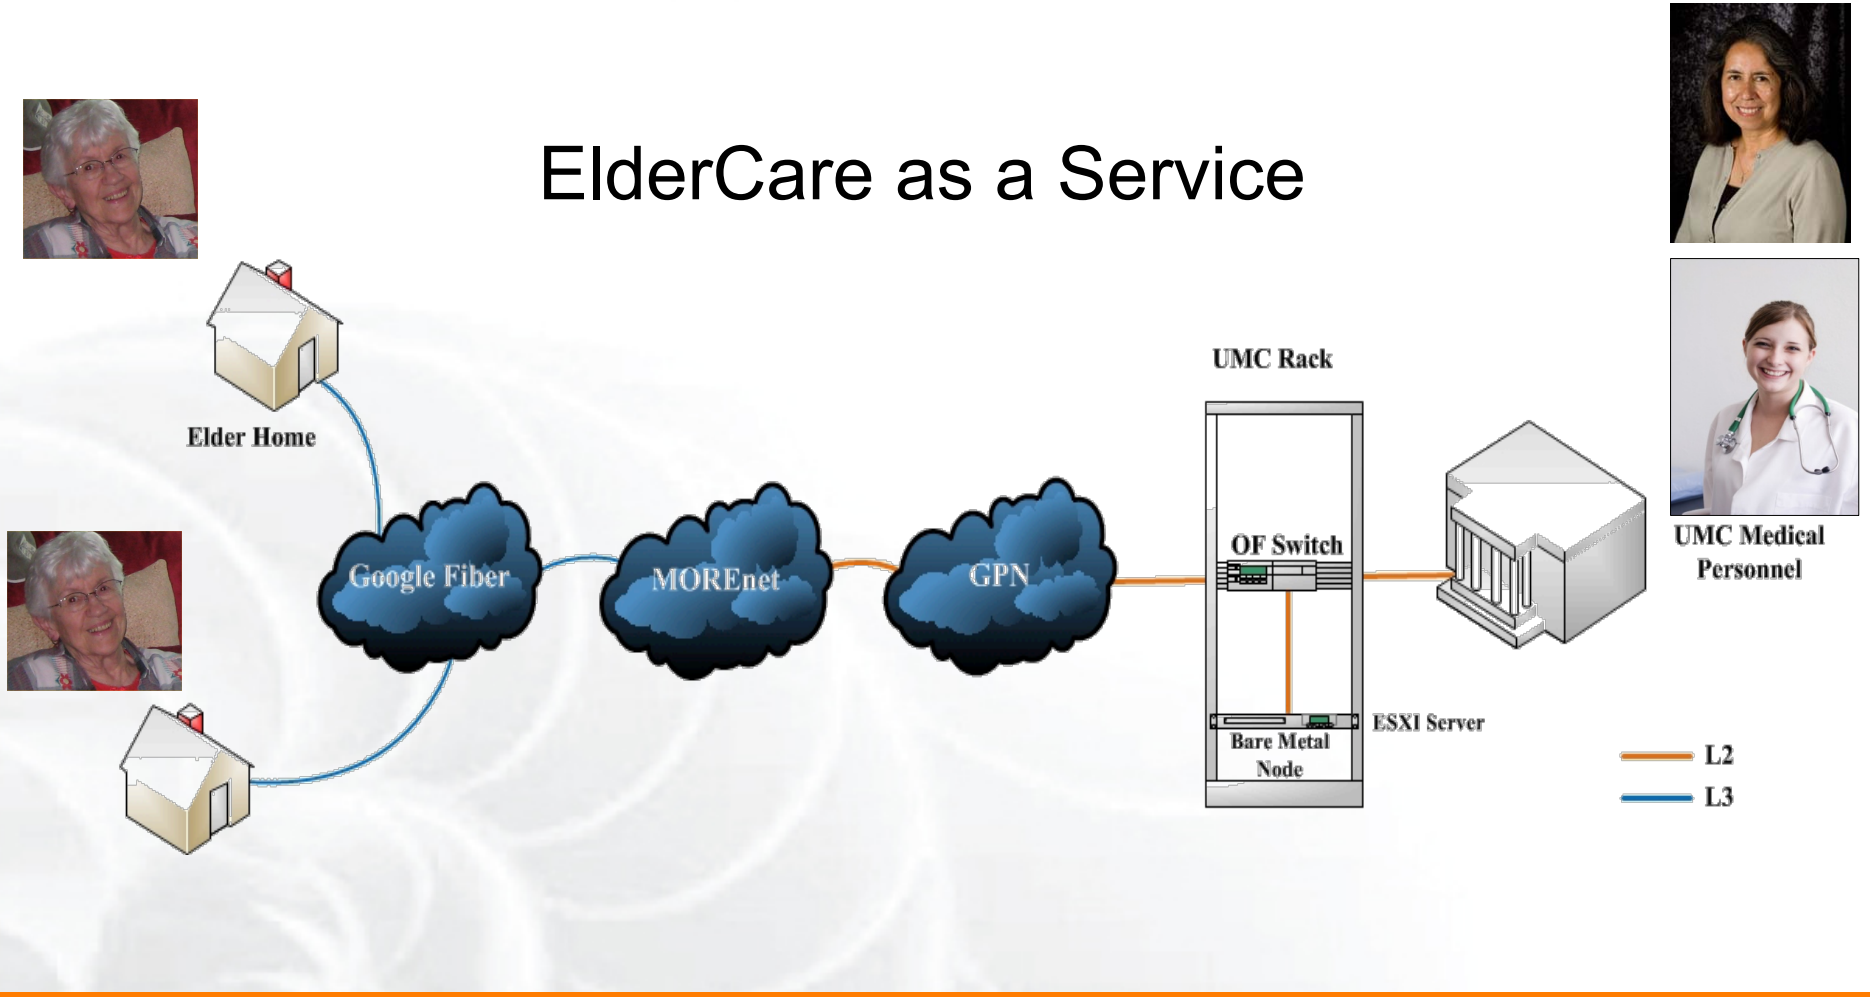 ElderCare as a Service
UMC Rack
Elder Home
OF Switch
UMC Medical
Personnel
Google Fiber
MOREnet
GPN
ESXI Server
Bare Metal
Node
L2
L3